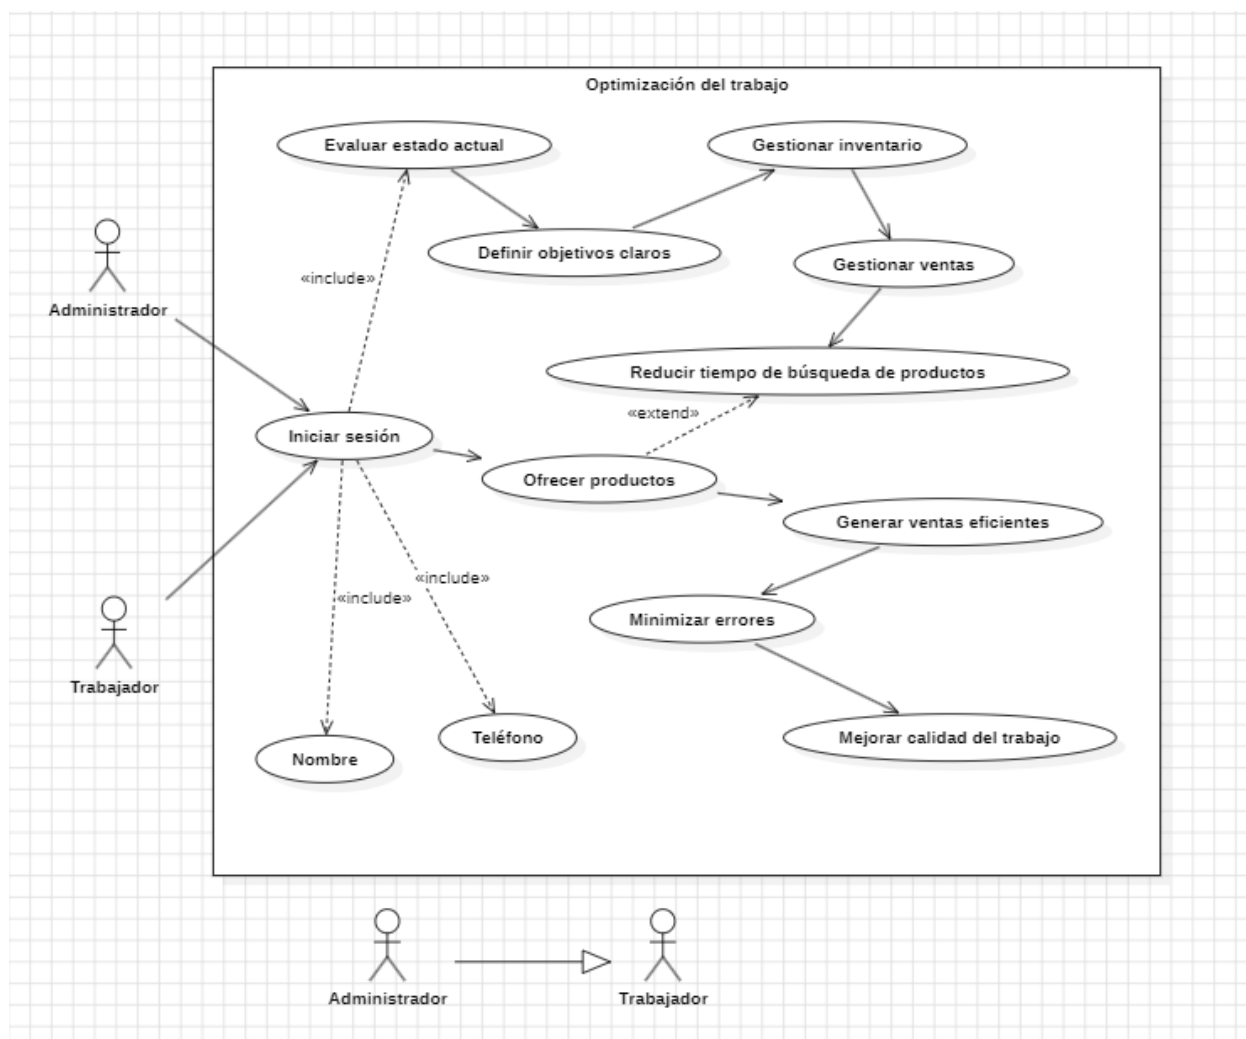 Optimización del trabajo
Evaluar estado actual
Gestionar inventario
Definir objetivos claros
Gestionar ventas
«include»
Administrador
Reducir tiempo de búsqueda de productos
«extend»
Iniciar sesión
Ofrecer productos
Generar ventas eficientes
«include»
«include»
Minimizar errores
Trabajador
Teléfono
Mejorar calidad del trabajo
Nombre
Administrador
Trabajador